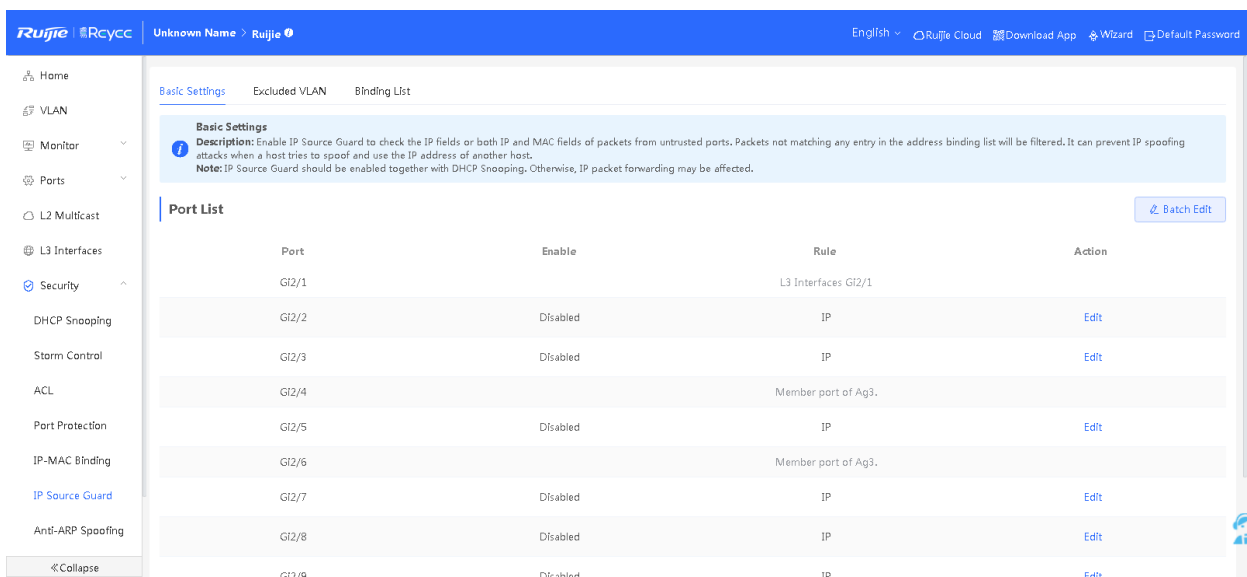 Ruijie Rcycc Unknown Name > Ruijie English Ruijie Cloud Download App Wizard Default Password
Home
VLAN
Monitor
Ports
L2 Multicast
L3 Interfaces
Security
DHCP Snooping
Storm Control
ACL
Port Protection
IP-MAC Binding
IP Source Guard
Anti-ARP Spoofing
«Collapse
Basic Settings Excluded VLAN Binding List
Basic Settings
Description: Enable IP Source Guard to check the IP fields or both IP and MAC fields of packets from untrusted ports. Packets not matching any entry in the address binding list will be filtered. It can prevent IP spoofing
attacks when a host tries to spoof and use the IP address of another host.
Note: IP Source Guard should be enabled together with DHCP Snooping. Otherwise, IP packet forwarding may be affected.
Port List Batch Edit
Port Enable Rule Action
Gi2/1 L3 Interfaces Gi2/1
Gi2/2 Disabled IP Edit
Gi2/3 Disabled IP Edit
Gi2/4 Member port of Ag3.
Gi2/5 Disabled IP Edit
Gi2/6 Member port of Ag3.
Gi2/7 Disabled IP Edit
Gi2/8 Disabled IP Edit
Gi2/9 Disabled IP Edit